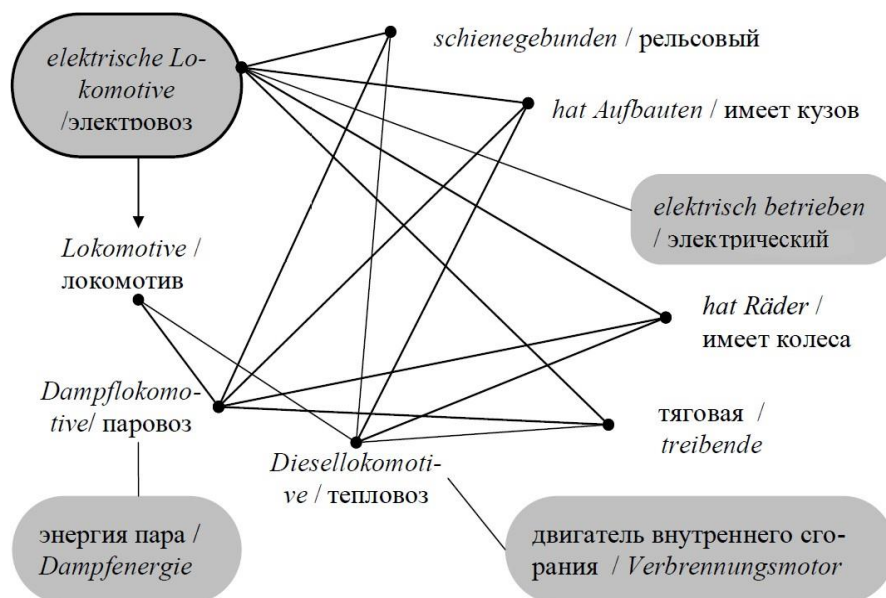 elektrische Lo-
komotive
/электровоз
schienegebunden / рельсовый
hat Aufbauten / имеет кузов
elektrisch betrieben
/ электрический
Lokomotive /
локомотив
hat Räder /
имеет колеса
Dampflokomo-
tive/ паровоз
тяговая /
treibende
Diesellokomoti-
ve / тепловоз
энергия пара /
Dampfenergie
двигатель внутреннего сго-
рания / Verbrennungsmotor